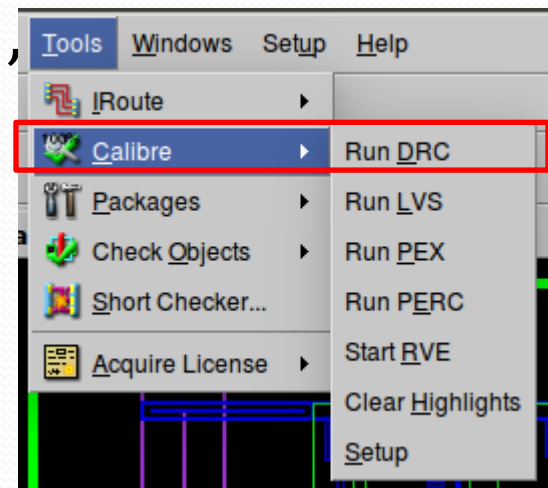 ,
Tools Windows Setup Help
IRoute
Calibre Run DRC
Packages Run LVS
Check Objects Run PEX
Short Checker... Run PERC
Acquire License Start RVE
Clear Highlights
Setup